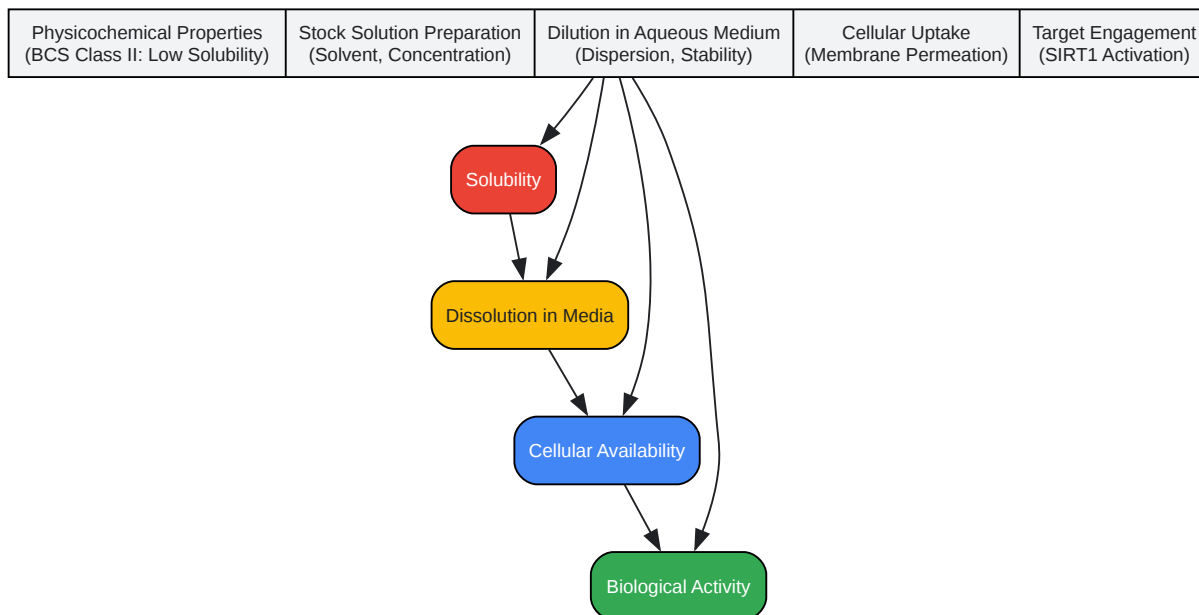 Physicochemical Properties
(BCS Class II: Low Solubility)
Stock Solution Preparation
(Solvent, Concentration)
Dilution in Aqueous Medium
(Dispersion, Stability)
Cellular Uptake
(Membrane Permeation)
Target Engagement
(SIRT1 Activation)
Solubility
Dissolution in Media
Cellular Availability
Biological Activity